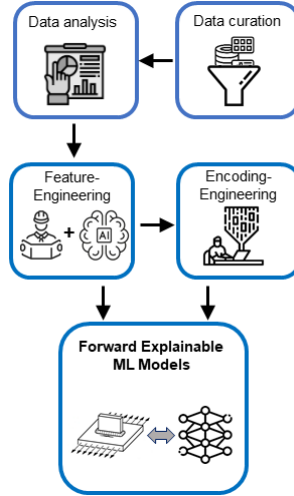 Data analysis
Data curation
Feature-
Engineering
AI
Encoding-
Engineering
Forward Explainable
ML Models